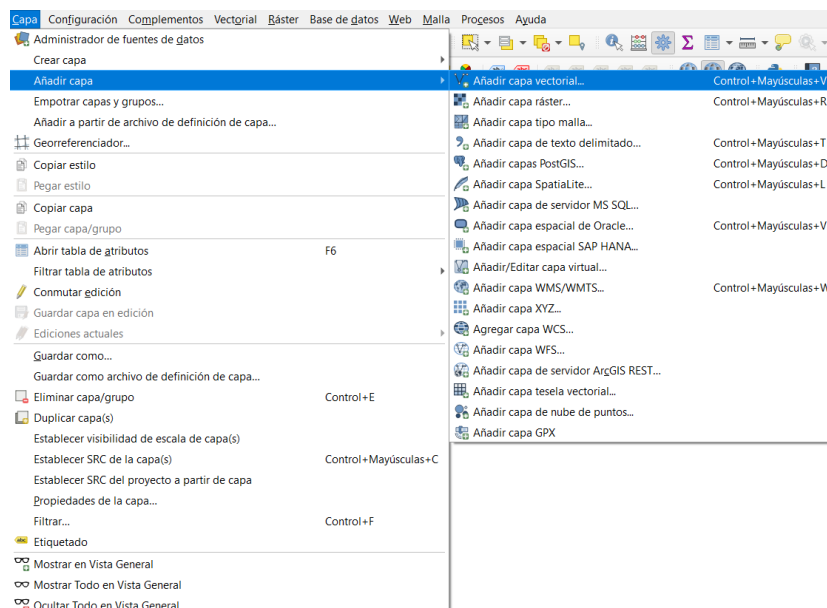 Capa Configuración Complementos Vectorial Ráster Base de datos Web Malla Procesos Ayuda
Administrador de fuentes de datos
Crear capa
Añadir capa
Empotrar capas y grupos...
Añadir a partir de archivo de definición de capa...
Georreferenciador...
Copiar estilo
Pegar estilo
Copiar capa
Pegar capa/grupo
Abrir tabla de atributos F6
Filtrar tabla de atributos
Conmutar edición
Guardar capa en edición
Ediciones actuales
Guardar como...
Guardar como archivo de definición de capa...
Eliminar capa/grupo Control+E
Duplicar capa(s)
Establecer visibilidad de escala de capa(s)
Establecer SRC de la capa(s) Control+Mayúsculas+C
Establecer SRC del proyecto a partir de capa
Propiedades de la capa...
Filtrar... Control+F
abc Etiquetado
Mostrar en Vista General
Mostrar Todo en Vista General
Ocultar Todo en Vista General
Añadir capa vectorial... Control+Mayúsculas+V
Añadir capa ráster... Control+Mayúsculas+R
Añadir capa tipo malla...
Añadir capa de texto delimitado... Control+Mayúsculas+T
Añadir capas PostGIS... Control+Mayúsculas+D
Añadir capa SpatiaLite... Control+Mayúsculas+L
Añadir capa de servidor MS SQL...
Añadir capa espacial de Oracle... Control+Mayúsculas+V
Añadir capa espacial SAP HANA...
Añadir/Editar capa virtual...
Añadir capa WMS/WMTS... Control+Mayúsculas+W
Añadir capa XYZ...
Agregar capa WCS...
Añadir capa WFS...
Añadir capa de servidor ArcGIS REST...
Añadir capa tesela vectorial...
Añadir capa de nube de puntos...
Añadir capa GPX